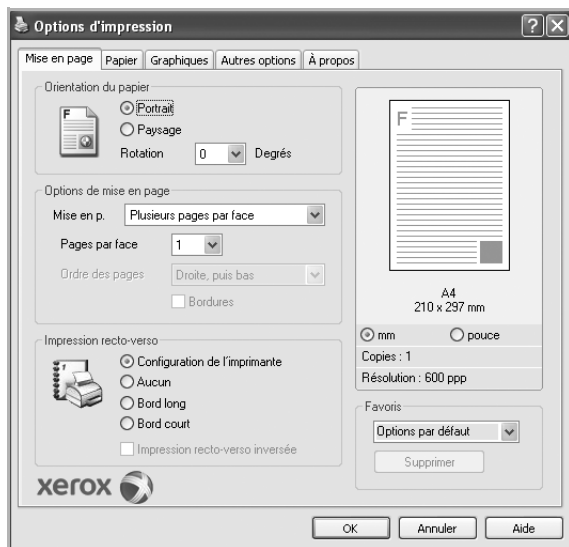 Options d'impression
Mise en page Papier Graphiques Autres options À propos
Orientation du papier
F
Portrait
Paysage
Rotation 0 Degrés
Options de mise en page
Mise en p. Plusieurs pages par face
Pages par face 1
Ordre des pages Droite, puis bas
Bordures
Impression recto-verso
Configuration de l'imprimante
Aucun
Bord long
Bord court
Impression recto-verso inversée
xerox
F
A4
210 x 297 mm
mm pouce
Copies : 1
Résolution : 600 ppp
Favoris
Options par défaut
Supprimer
OK Annuler Aide